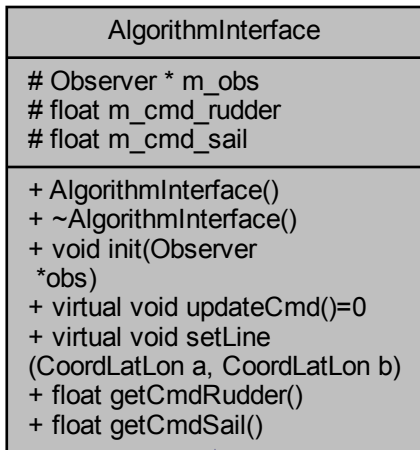 AlgorithmInterface
# Observer * m_obs
# float m_cmd_rudder
# float m_cmd_sail
+ AlgorithmInterface()
+ ~AlgorithmInterface()
+ void init(Observer
*obs)
+ virtual void updateCmd()=0
+ virtual void setLine
(CoordLatLon a, CoordLatLon b)
+ float getCmdRudder()
+ float getCmdSail()